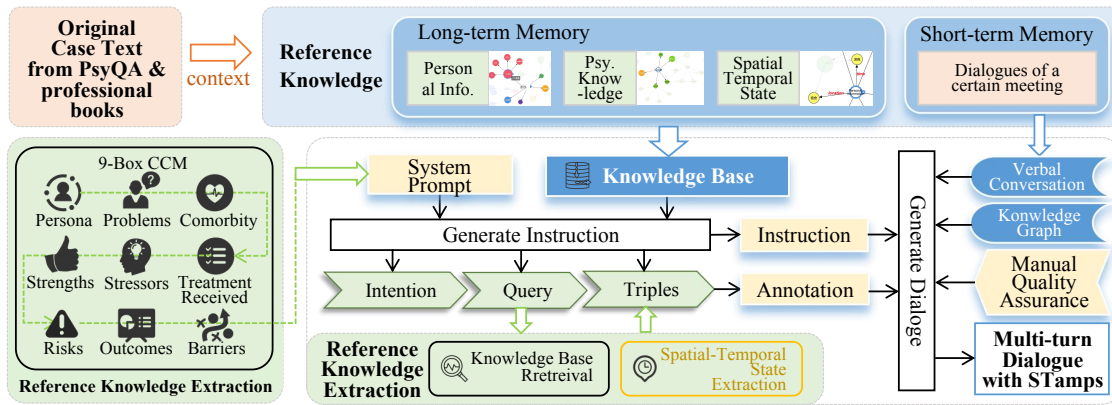 Original
Case Text
from PsyQA &
professional
books
context
Reference
Knowledge
Long-term Memory
Person
al Info.
Psy.
Know
-ledge
Spatial
Temporal
State
Short-term Memory
Dialogues of a
certain meeting
9-Box CCM
Persona
Problems
Comorbity
Strengths
Stressors
Treatment
Received
Risks
Outcomes
Barriers
Reference Knowledge Extraction
System
Prompt
Knowledge Base
Generate Instruction
Instruction
Intention
Query
Triples
Annotation
Reference
Knowledge
Extraction
Knowledge Base
Rretreival
Spatial-Temporal
State
Extraction
Generate Dialoge
Verbal
Conversation
Konwledge
Graph
Manual
Quality
Assurance
Multi-turn
Dialogue
with STamps